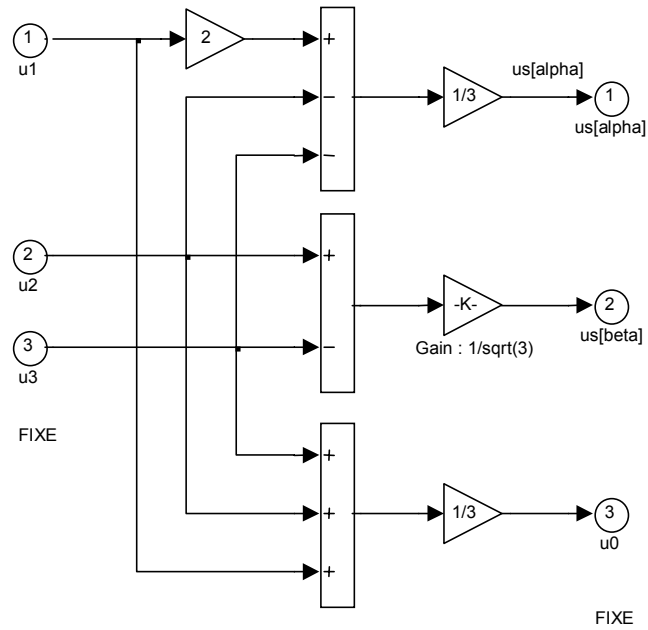 1
u1
2
+
−
−
1/3
us[alpha]
1
us[alpha]
2
u2
3
u3
FIXE
+
−
-K-
Gain : 1/sqrt(3)
2
us[beta]
+
+
+
1/3
3
u0
FIXE